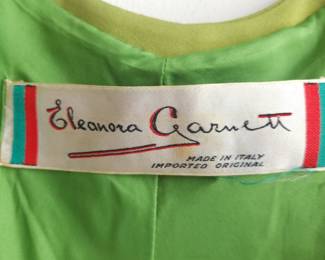 Eleanora Garnett
MADE IN ITALY
IMPORTED ORIGINAL